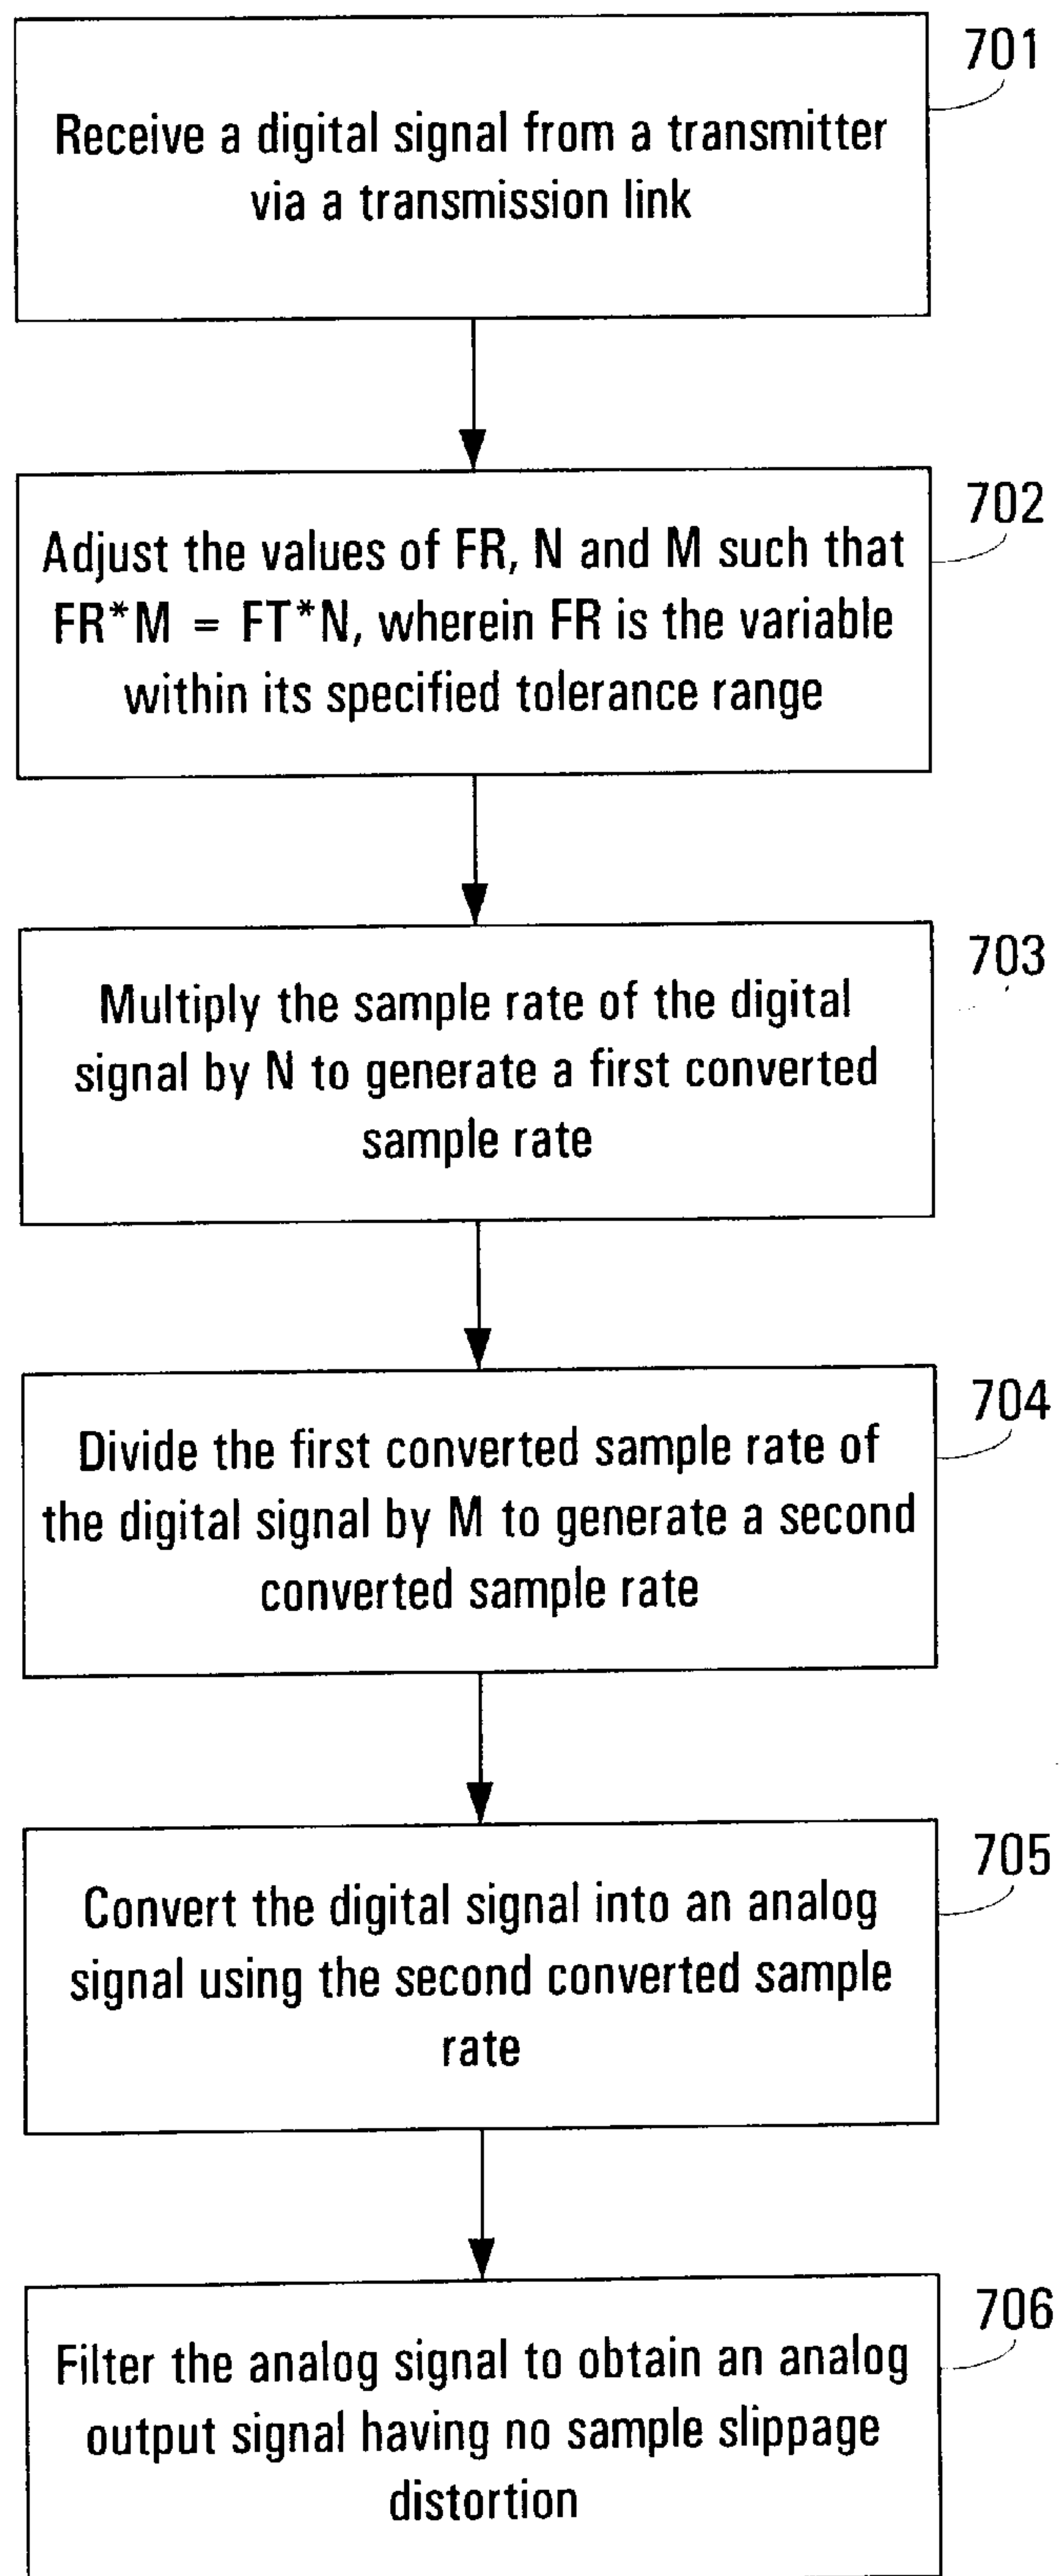 701
Receive a digital signal from a transmitter
via a transmission link
702
Adjust the values of FR, N and M such that
FR*M = FT*N, wherein FR is the variable
within its specified tolerance range
703
Multiply the sample rate of the digital
signal by N to generate a first converted
sample rate
704
Divide the first converted sample rate of
the digital signal by M to generate a second
converted sample rate
705
Convert the digital signal into an analog
signal using the second converted sample
rate
706
Filter the analog signal to obtain an analog
output signal having no sample slippage
distortion